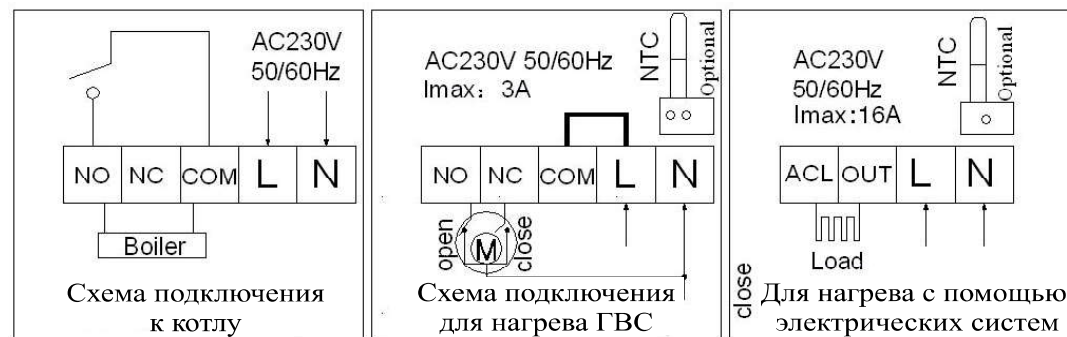 AC230V
50/60Hz
NO NC COM L N
Boiler
Схема подключения
к котлу
AC230V 50/60Hz
Imax: 3A
NTC
Optional
NO NC COM L N
open
M
close
Схема подключения
для нагрева ГВС
AC230V
50/60Hz
Imax:16A
NTC
Optional
ACL OUT L N
Load
close
Для нагрева с помощью
электрических систем